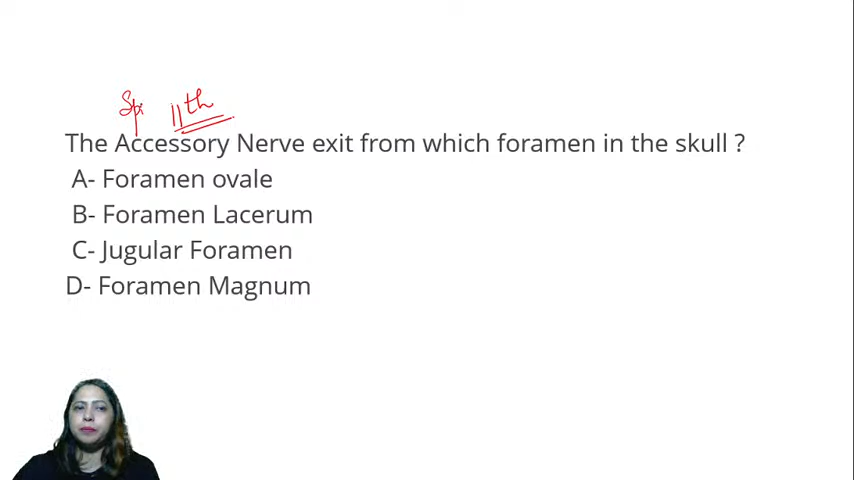 Sp 11th
The Accessory Nerve exit from which foramen in the skull ?
A- Foramen ovale
B- Foramen Lacerum
C- Jugular Foramen
D- Foramen Magnum